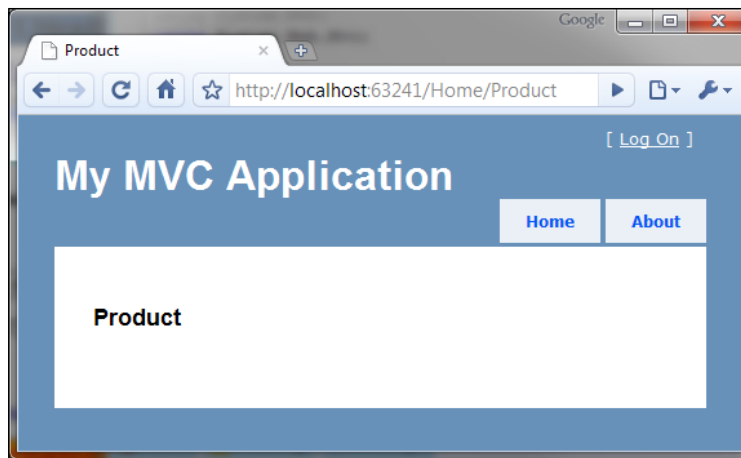 Google
Product
http://localhost:63241/Home/Product
[ Log On ]
My MVC Application
Home About
Product